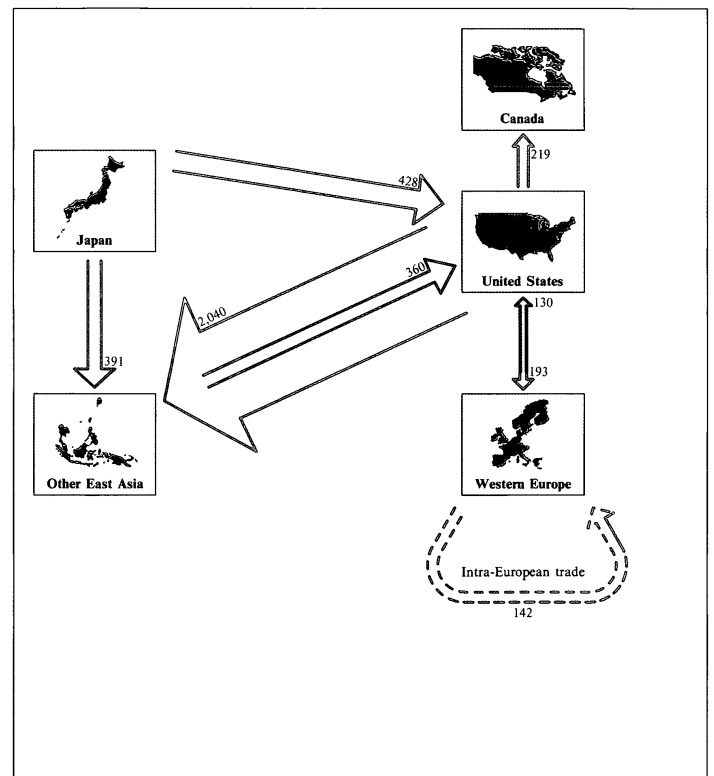 Canada
219
428
Japan
United States
360
2,040
130
391
193
Other East Asia
Western Europe
Intra-European trade
142